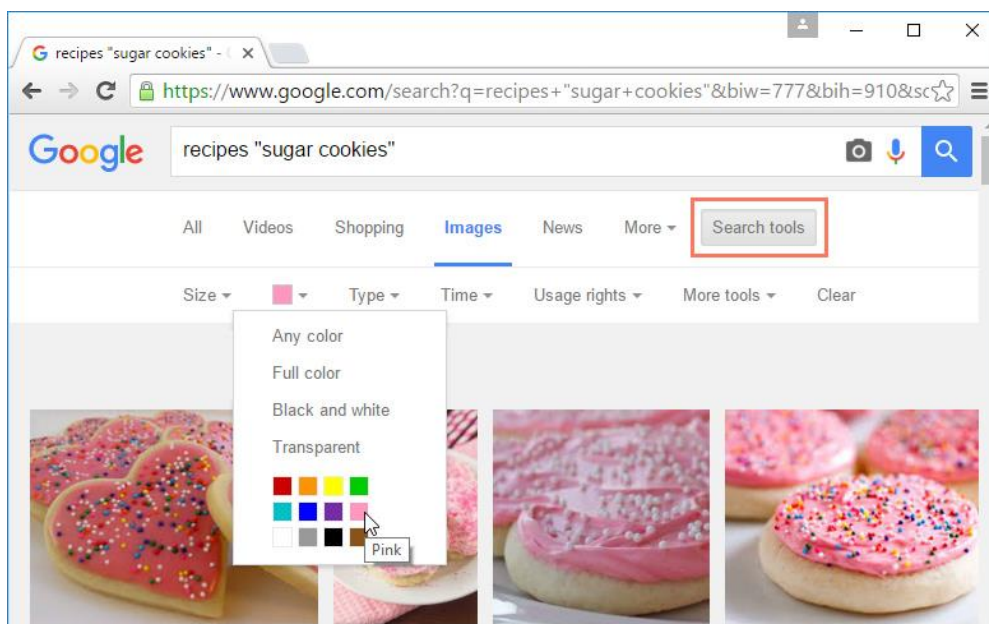 recipes "sugar cookies" -
https://www.google.com/search?q=recipes+"sugar+cookies"&biw=777&bih=910&sc
Google
recipes "sugar cookies"
All Videos Shopping Images News More Search tools
Size Type Time Usage rights More tools Clear
Any color
Full color
Black and white
Transparent
Pink